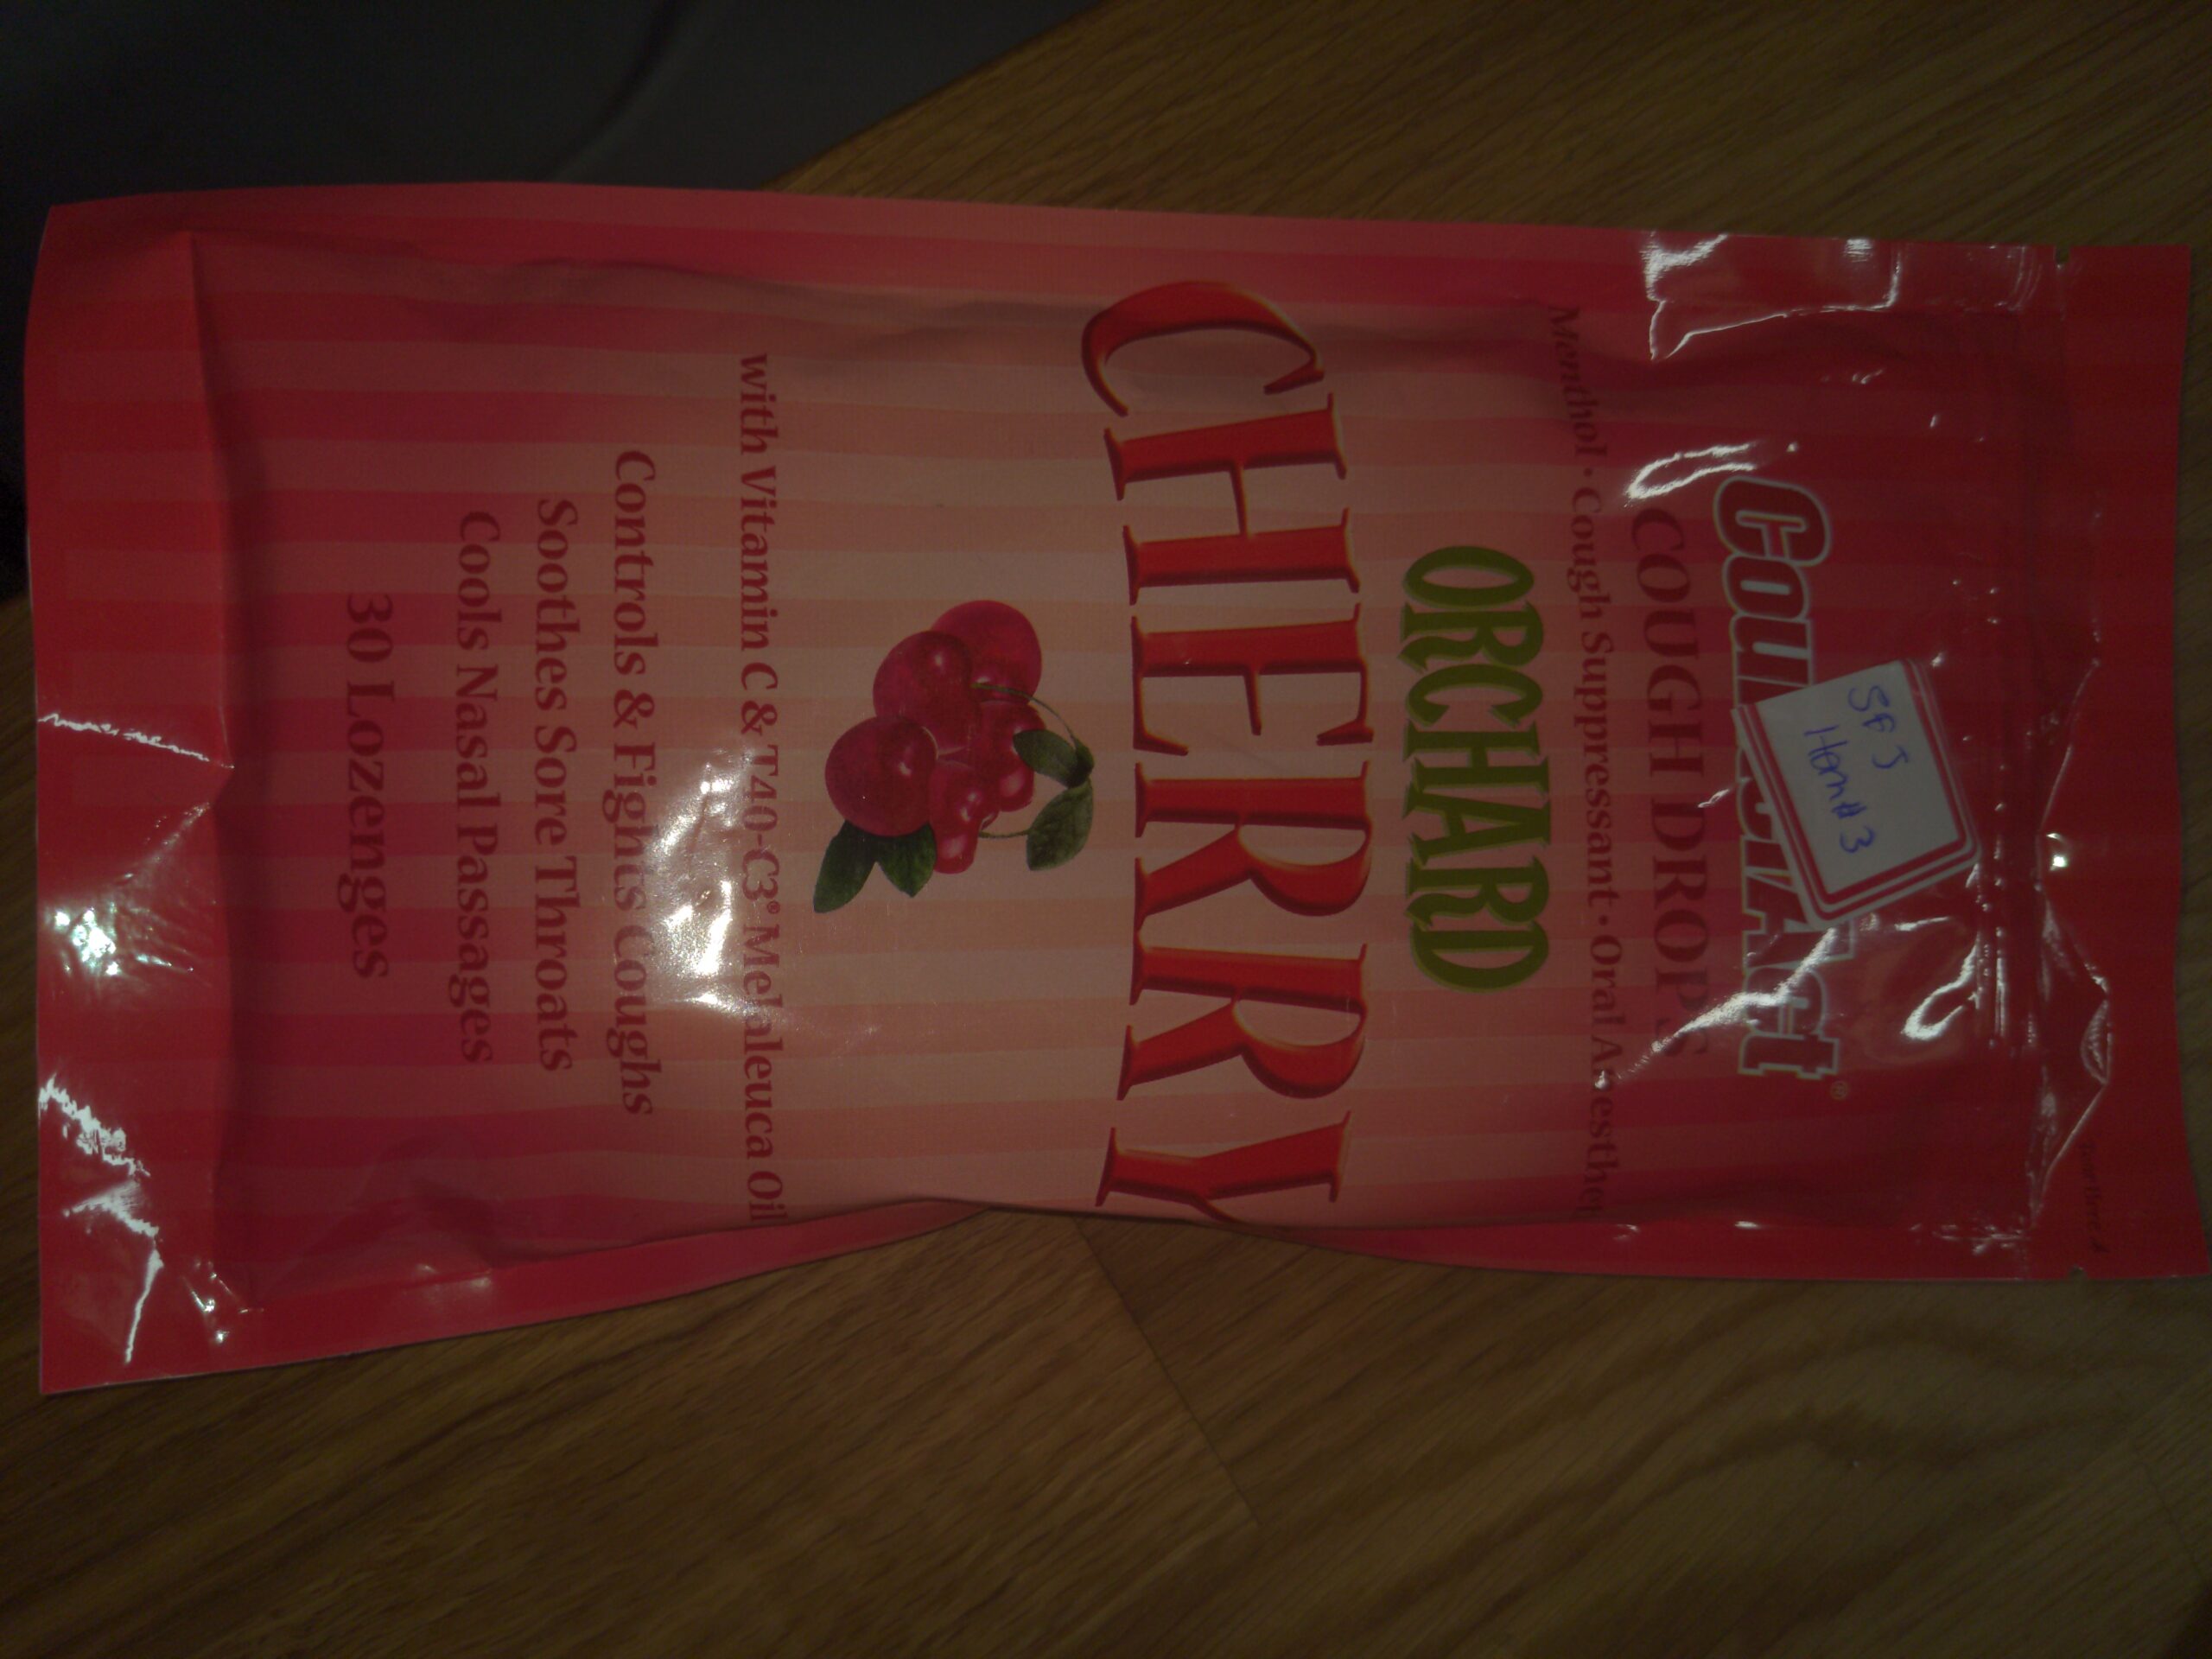 SFJ
Item# 3
COUGH DROPS
Menthol • Cough Suppressant • Oral
ORCHARD
CHERRY
with Vitamin C & T40-C3® Melaleuca Oil
Controls & Fights Coughs
Soothes Sore Throats
Cools Nasal Passages
30 Lozenges